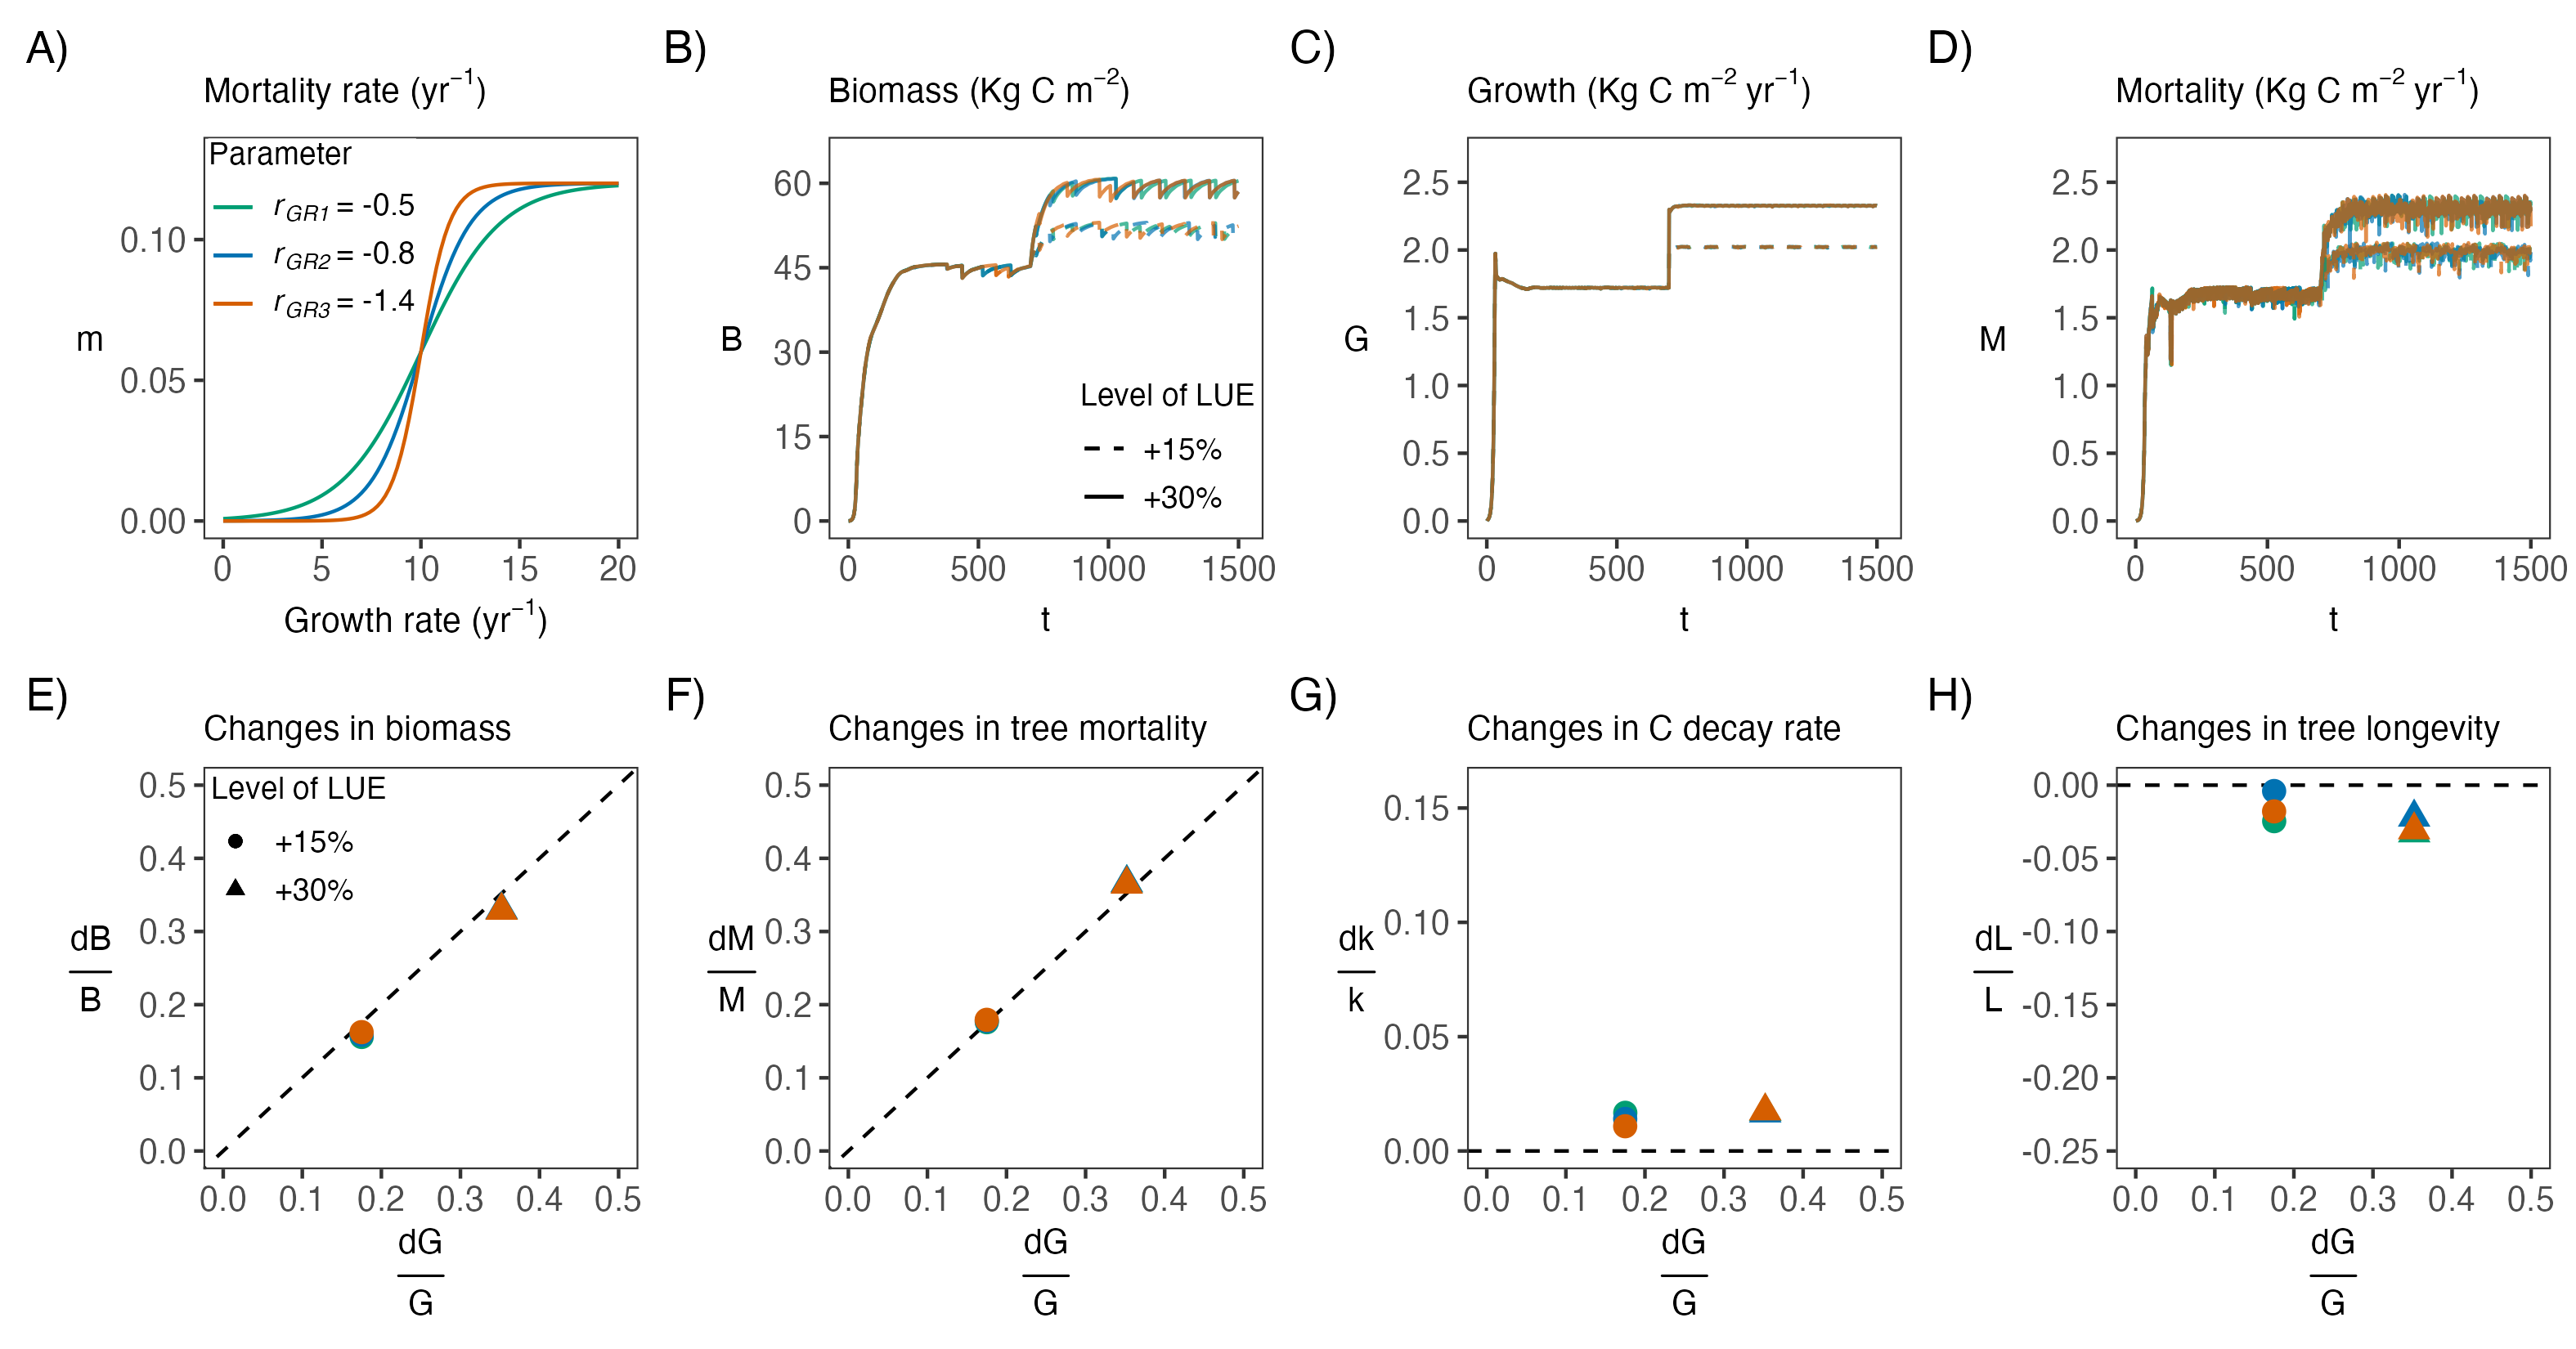 A)
Mortality rate (yr⁻¹)
Parameter
r_GR1 = -0.5
r_GR2 = -0.8
r_GR3 = -1.4
m
0.10
0.05
0.00
0 5 10 15 20
Growth rate (yr⁻¹)
B)
Biomass (Kg C m⁻²)
B
60
45
30
15
0
Level of LUE
+15%
+30%
0 500 1000 1500
t
C)
Growth (Kg C m⁻² yr⁻¹)
G
2.5
2.0
1.5
1.0
0.5
0.0
0 500 1000 1500
t
D)
Mortality (Kg C m⁻² yr⁻¹)
M
2.5
2.0
1.5
1.0
0.5
0.0
0 500 1000 1500
t
E)
Changes in biomass
Level of LUE
+15%
+30%
dB
B
0.5
0.4
0.3
0.2
0.1
0.0
0.0 0.1 0.2 0.3 0.4 0.5
dG
G
F)
Changes in tree mortality
dM
M
0.5
0.4
0.3
0.2
0.1
0.0
0.0 0.1 0.2 0.3 0.4 0.5
dG
G
G)
Changes in C decay rate
dk
k
0.15
0.10
0.05
0.00
0.0 0.1 0.2 0.3 0.4 0.5
dG
G
H)
Changes in tree longevity
dL
L
0.00
-0.05
-0.10
-0.15
-0.20
-0.25
0.0 0.1 0.2 0.3 0.4 0.5
dG
G